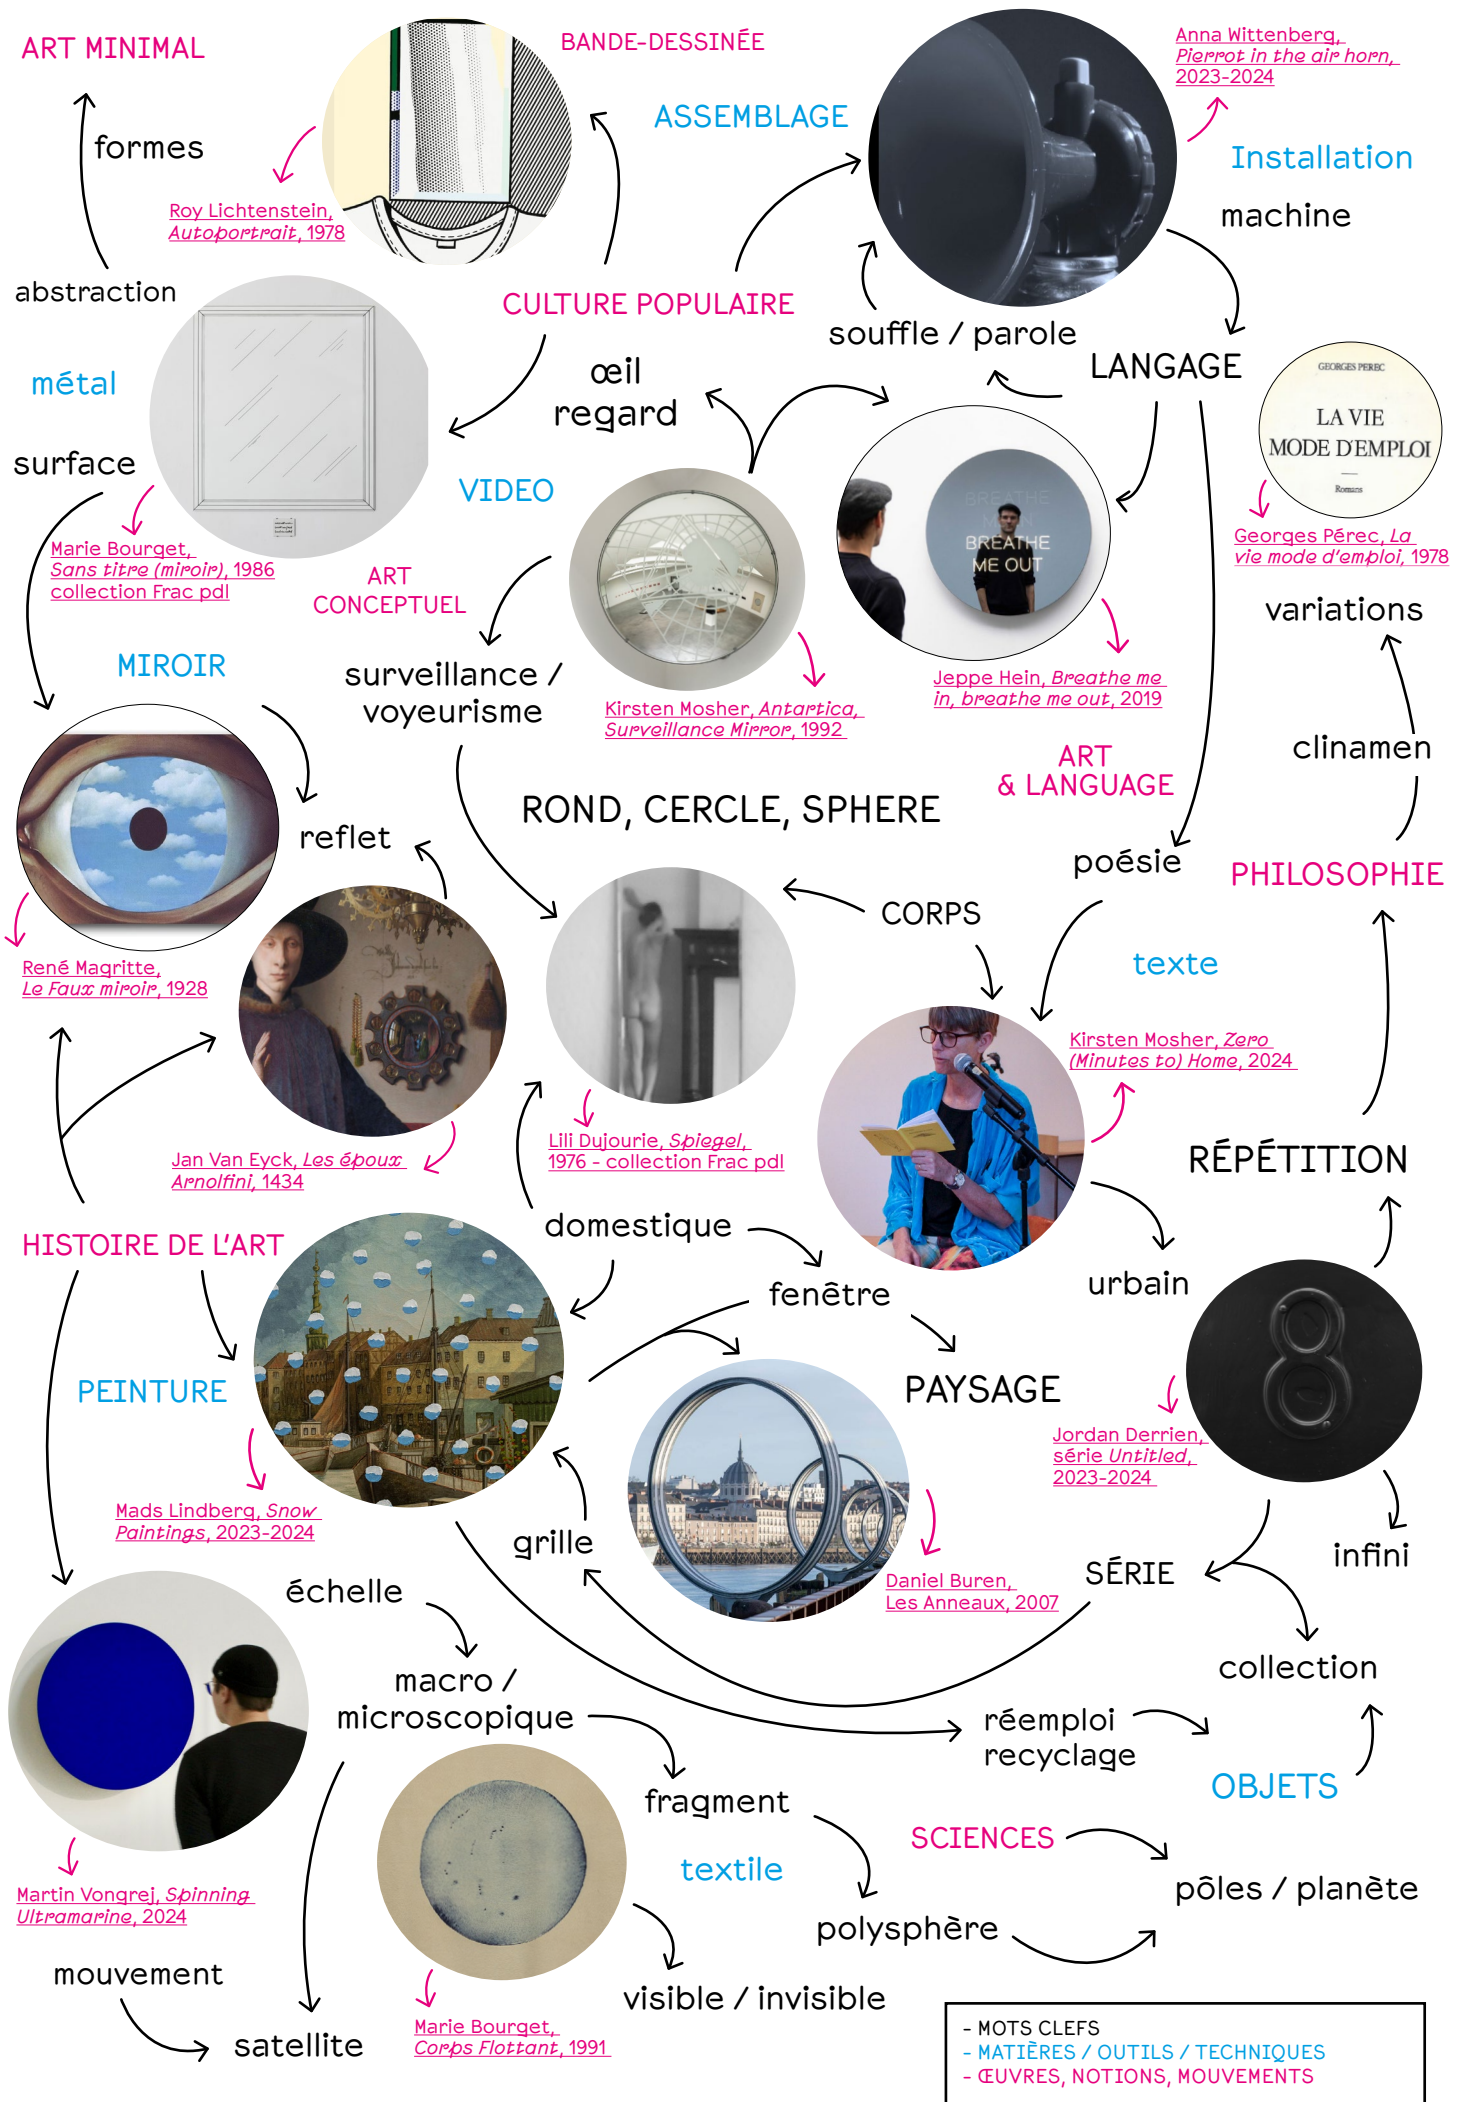 ART MINIMAL
BANDE-DESSINÉE
Anna Wittenberg,
Pierrot in the air horn,
2023-2024
ASSEMBLAGE
formes
Installation
machine
Roy Lichtenstein,
Autoportrait, 1978
abstraction
CULTURE POPULAIRE
souffle / parole
LANGAGE
œil
regard
métal
GEORGES PEREC
LA VIE
MODE D'EMPLOI
Romans
surface
VIDEO
BREATHE
ME IN
BREATHE
ME OUT
Marie Bourget,
Sans titre (miroir), 1986
collection Frac pdl
Georges Pérec, La
vie mode d'emploi, 1978
ART
CONCEPTUEL
variations
MIROIR
surveillance /
voyeurisme
Jeppe Hein, Breathe me
in, breathe me out, 2019
Kirsten Mosher, Antartica,
Surveillance Mirror, 1992
clinamen
ART
& LANGUAGE
ROND, CERCLE, SPHERE
reflet
poésie
PHILOSOPHIE
CORPS
texte
René Magritte,
Le Faux miroir, 1928
Kirsten Mosher, Zero
(Minutes to) Home, 2024
Jan Van Eyck, Les époux
Arnolfini, 1434
Lili Dujourie, Spiegel,
1976 - collection Frac pdl
RÉPÉTITION
domestique
HISTOIRE DE L'ART
urbain
fenêtre
8
PEINTURE
PAYSAGE
Jordan Derrien,
série Untitled,
2023-2024
Mads Lindberg, Snow
Paintings, 2023-2024
grille
infini
SÉRIE
Daniel Buren,
Les Anneaux, 2007
échelle
collection
macro /
microscopique
réemploi
recyclage
OBJETS
fragment
SCIENCES
textile
pôles / planète
Martin Vongrej, Spinning
Ultramarine, 2024
polysphère
mouvement
visible / invisible
satellite
Marie Bourget,
Corps Flottant, 1991
- MOTS CLEFS
- MATIÈRES / OUTILS / TECHNIQUES
- ŒUVRES, NOTIONS, MOUVEMENTS